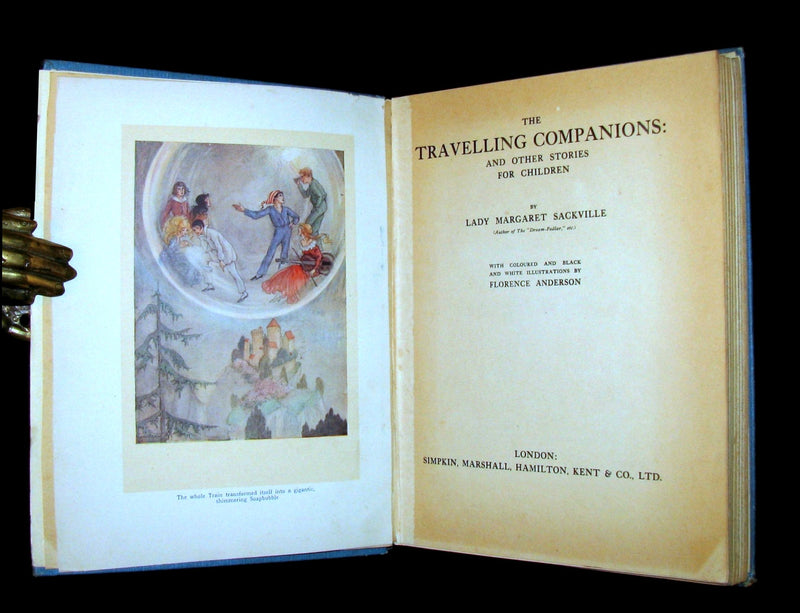 The whole Train transformed itself into a gigantic,
shimmering Soapbubble
THE
TRAVELLING COMPANIONS:
AND OTHER STORIES
FOR CHILDREN
BY
LADY MARGARET SACKVILLE
(Author of The "Dream-Pedlar," etc.)
WITH COLOURED AND BLACK
AND WHITE ILLUSTRATIONS BY
FLORENCE ANDERSON
LONDON:
SIMPKIN, MARSHALL, HAMILTON, KENT & CO., LTD.